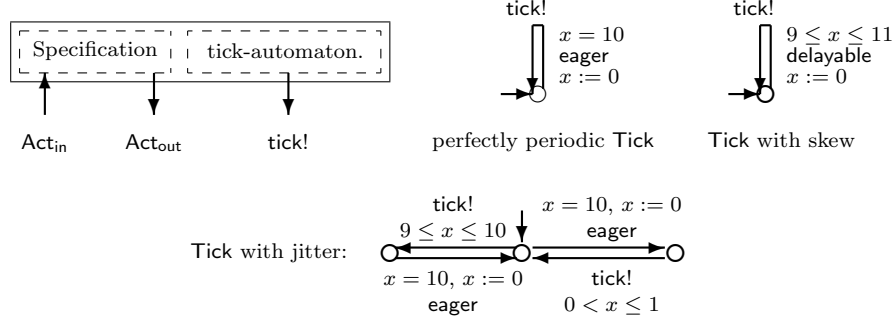 Specification
tick-automaton.
Act_in
Act_out
tick!
tick!
x = 10
eager
x := 0
perfectly periodic Tick
tick!
9 ≤ x ≤ 11
delayable
x := 0
Tick with skew
Tick with jitter:
tick!
9 ≤ x ≤ 10
x = 10, x := 0
eager
x = 10, x := 0
eager
tick!
0 < x ≤ 1